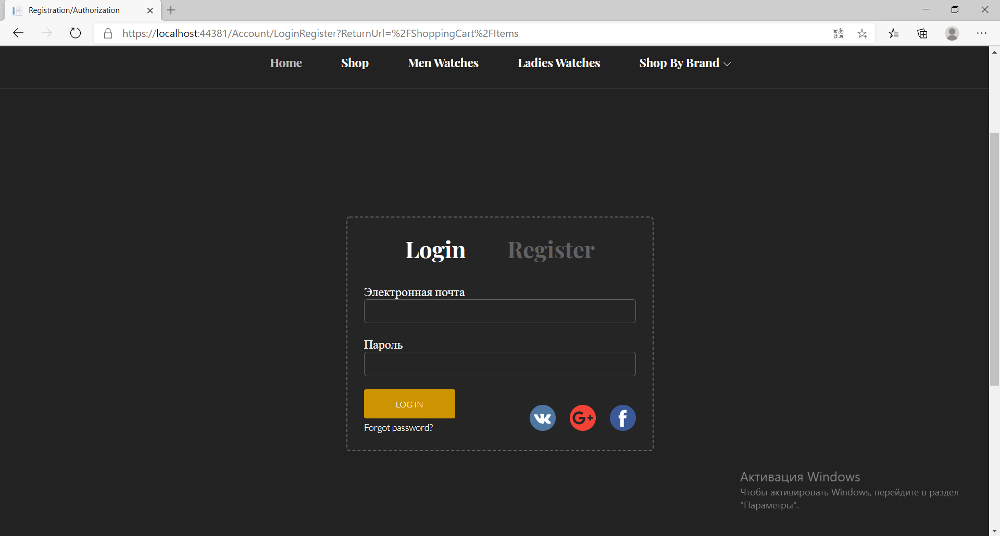 Registration/Authorization
https://localhost:44381/Account/LoginRegister?ReturnUrl=%2FShoppingCart%2FItems
Home Shop Men Watches Ladies Watches Shop By Brand
Login Register
Электронная почта
Пароль
LOG IN
Forgot password?
Активация Windows
Чтобы активировать Windows, перейдите в раздел
"Параметры".